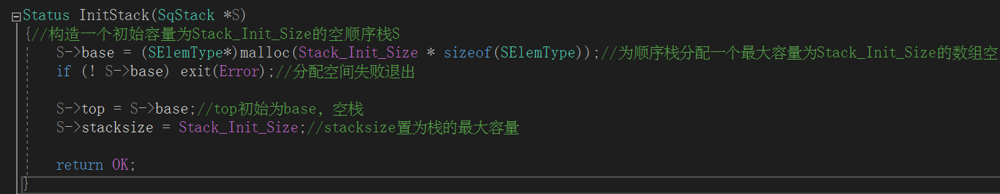 Status InitStack(SqStack *S)
{//构造一个初始容量为Stack_Init_Size的空顺序栈S
S->base = (SElemType*)malloc(Stack_Init_Size * sizeof(SElemType));//为顺序栈分配一个最大容量为Stack_Init_Size的数组空
if (! S->base) exit(Error);//分配空间失败退出
S->top = S->base;//top初始为base, 空栈
S->stacksize = Stack_Init_Size;//stacksize置为栈的最大容量
return OK;
}